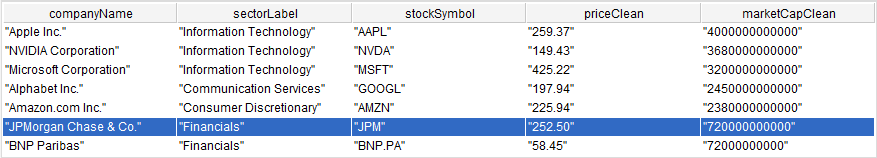 companyName sectorLabel stockSymbol priceClean marketCapClean
"Apple Inc." "Information Technology" "AAPL" "259.37" "4000000000000"
"NVIDIA Corporation" "Information Technology" "NVDA" "149.43" "3680000000000"
"Microsoft Corporation" "Information Technology" "MSFT" "425.22" "3200000000000"
"Alphabet Inc." "Communication Services" "GOOGL" "197.94" "2450000000000"
"Amazon.com Inc." "Consumer Discretionary" "AMZN" "225.94" "2380000000000"
"JPMorgan Chase & Co." "Financials" "JPM" "252.50" "720000000000"
"BNP Paribas" "Financials" "BNP.PA" "58.45" "72000000000"